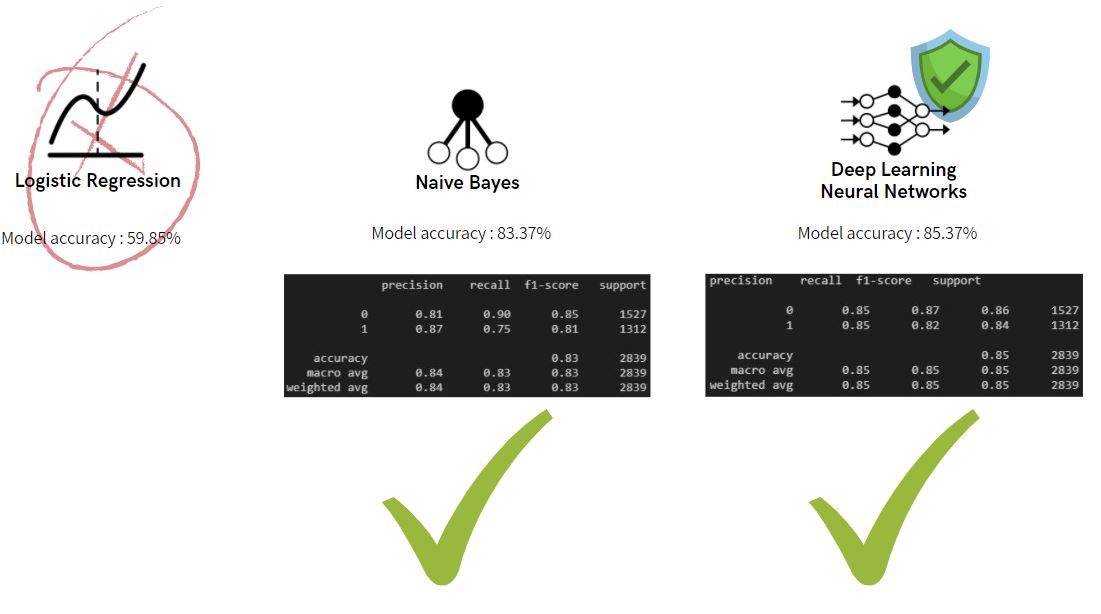 Logistic Regression
Model accuracy : 59.85%
Naive Bayes
Model accuracy : 83.37%
precision recall f1-score support
0 0.81 0.90 0.85 1527
1 0.87 0.75 0.81 1312
accuracy 0.83 2839
macro avg 0.84 0.83 0.83 2839
weighted avg 0.84 0.83 0.83 2839
Deep Learning
Neural Networks
Model accuracy : 85.37%
precision recall f1-score support
0 0.85 0.87 0.86 1527
1 0.85 0.82 0.84 1312
accuracy 0.85 2839
macro avg 0.85 0.85 0.85 2839
weighted avg 0.85 0.85 0.85 2839